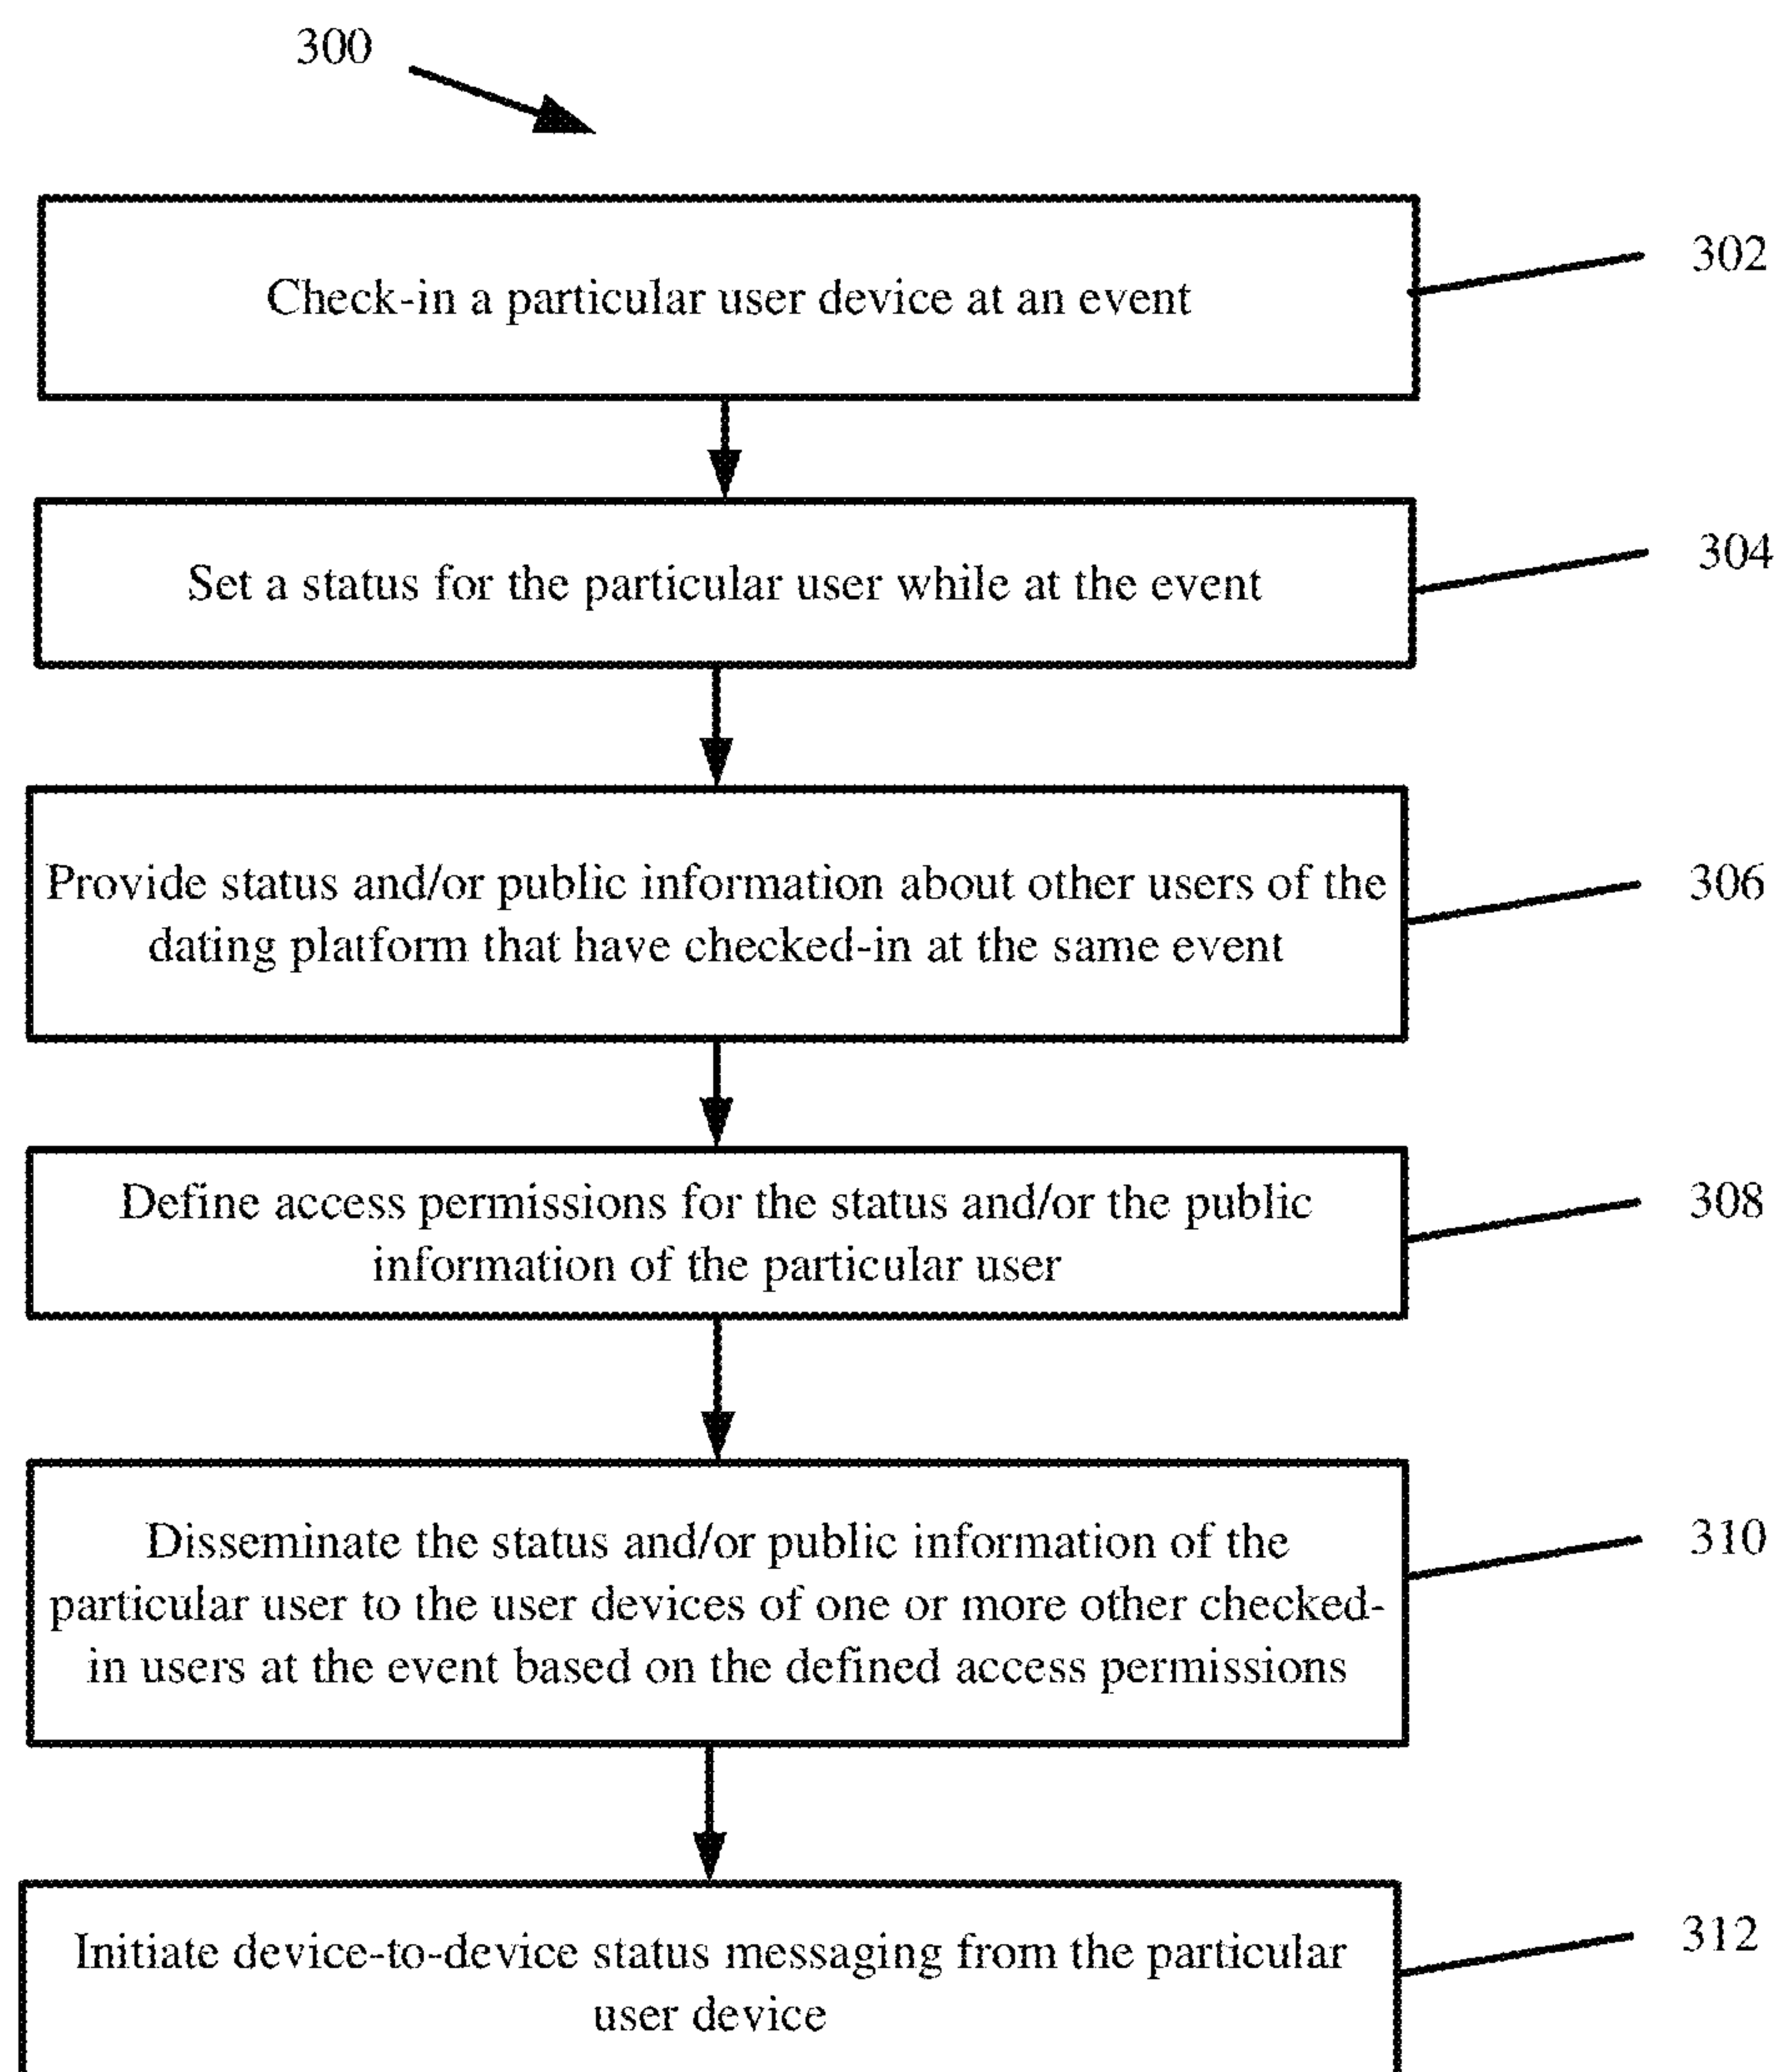 300
Check-in a particular user device at an event
302
Set a status for the particular user while at the event
304
Provide status and/or public information about other users of the
dating platform that have checked-in at the same event
306
Define access permissions for the status and/or the public
information of the particular user
308
Disseminate the status and/or public information of the
particular user to the user devices of one or more other checked-
in users at the event based on the defined access permissions
310
Initiate device-to-device status messaging from the particular
user device
312